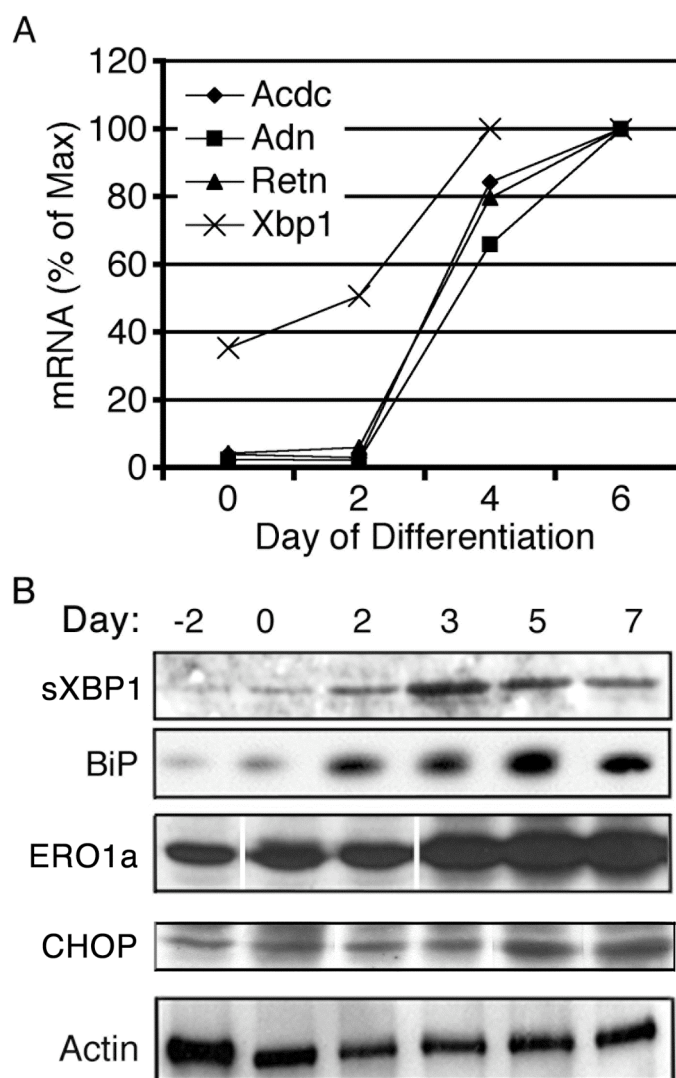 A
120
100
80
60
40
20
0
mRNA (% of Max)
Acdc
Adn
Retn
Xbp1
0 2 4 6
Day of Differentiation
B
Day: -2 0 2 3 5 7
sXBP1
BiP
ERO1a
CHOP
Actin